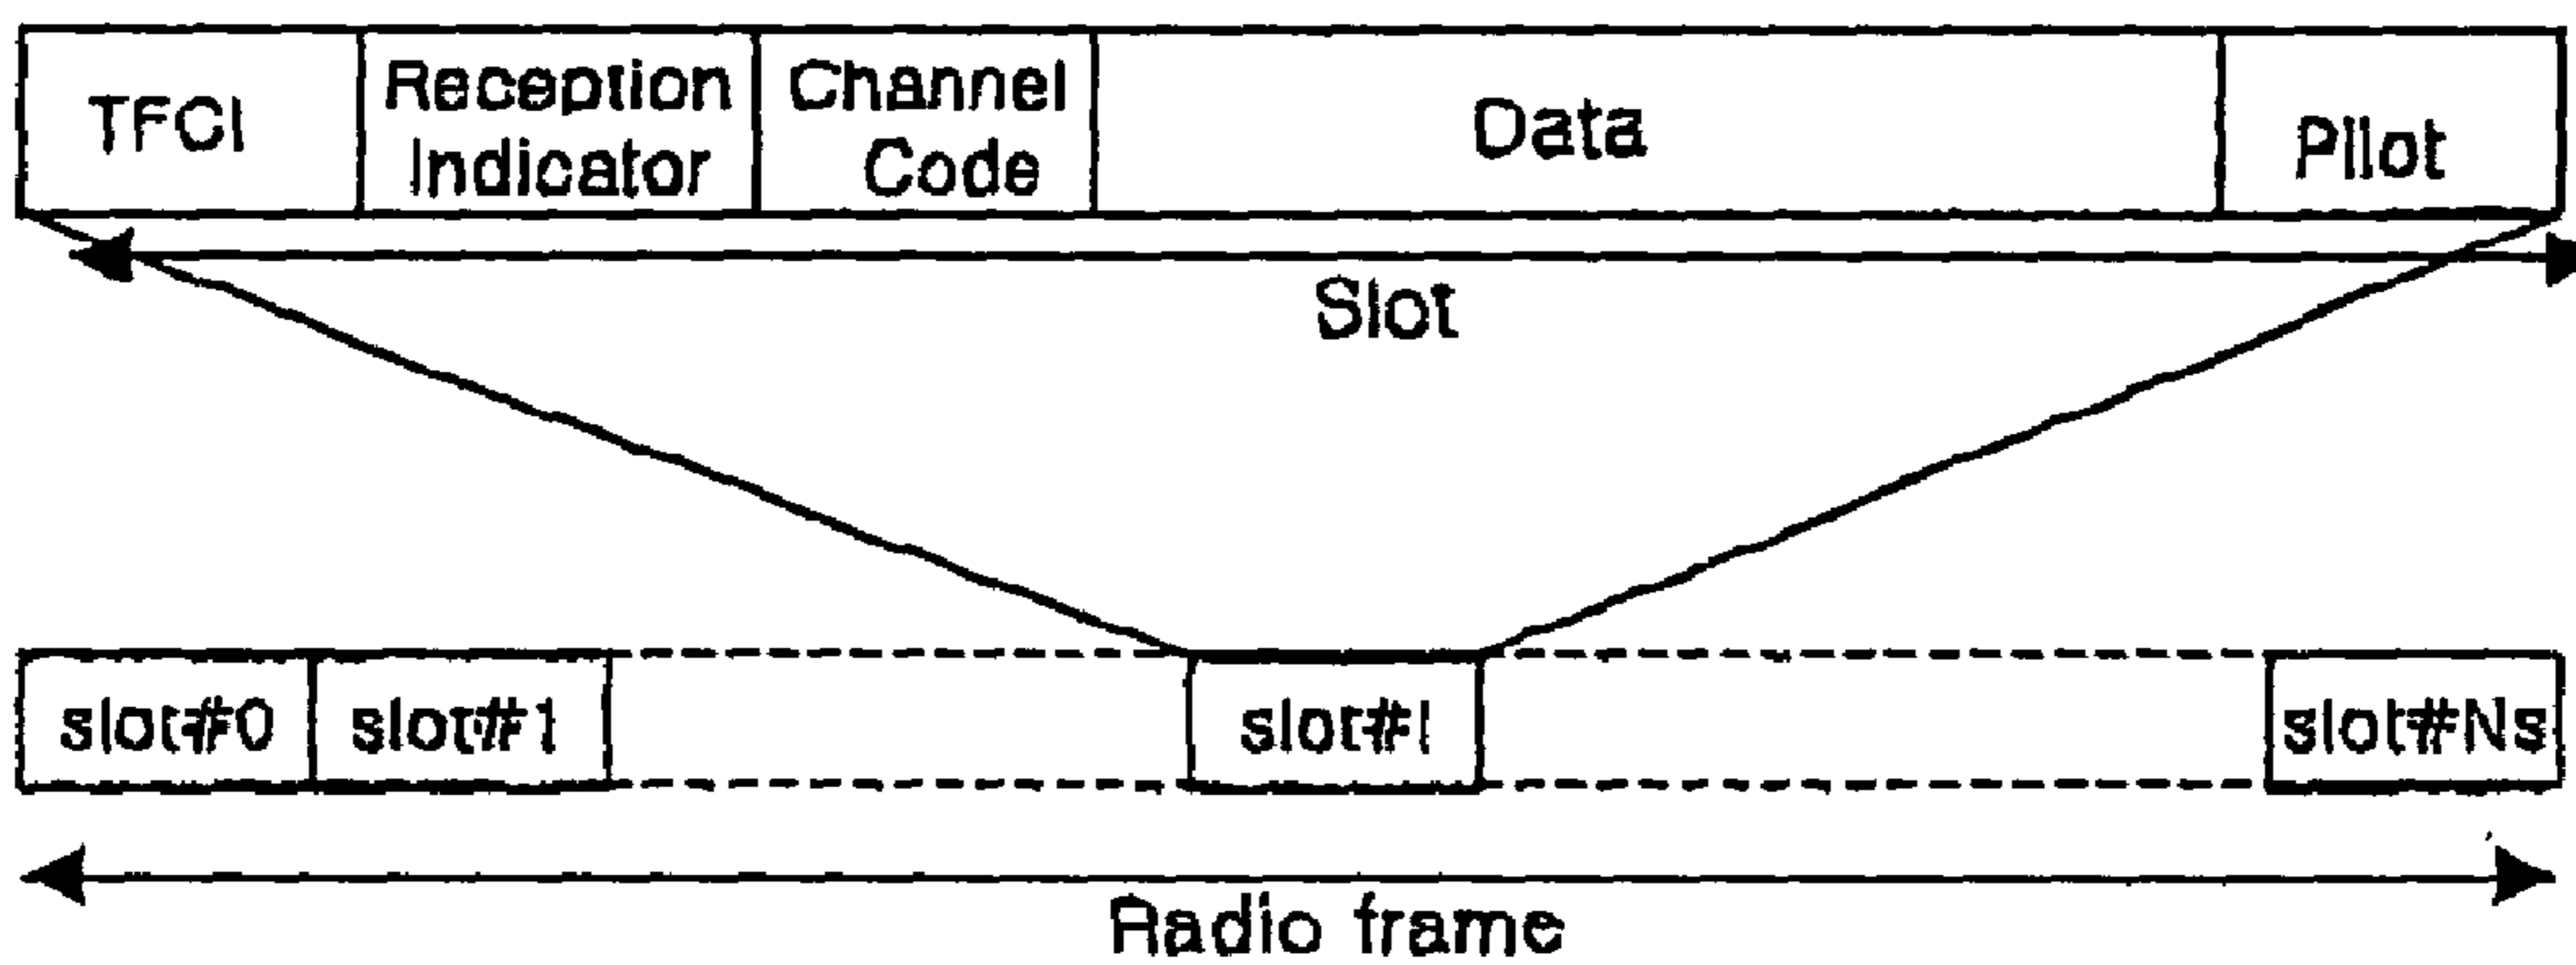 TFCI
Reception
Indicator
Channel
Code
Data
Pilot
Slot
slot#0
slot#1
slot#i
slot#Ns
Radio frame